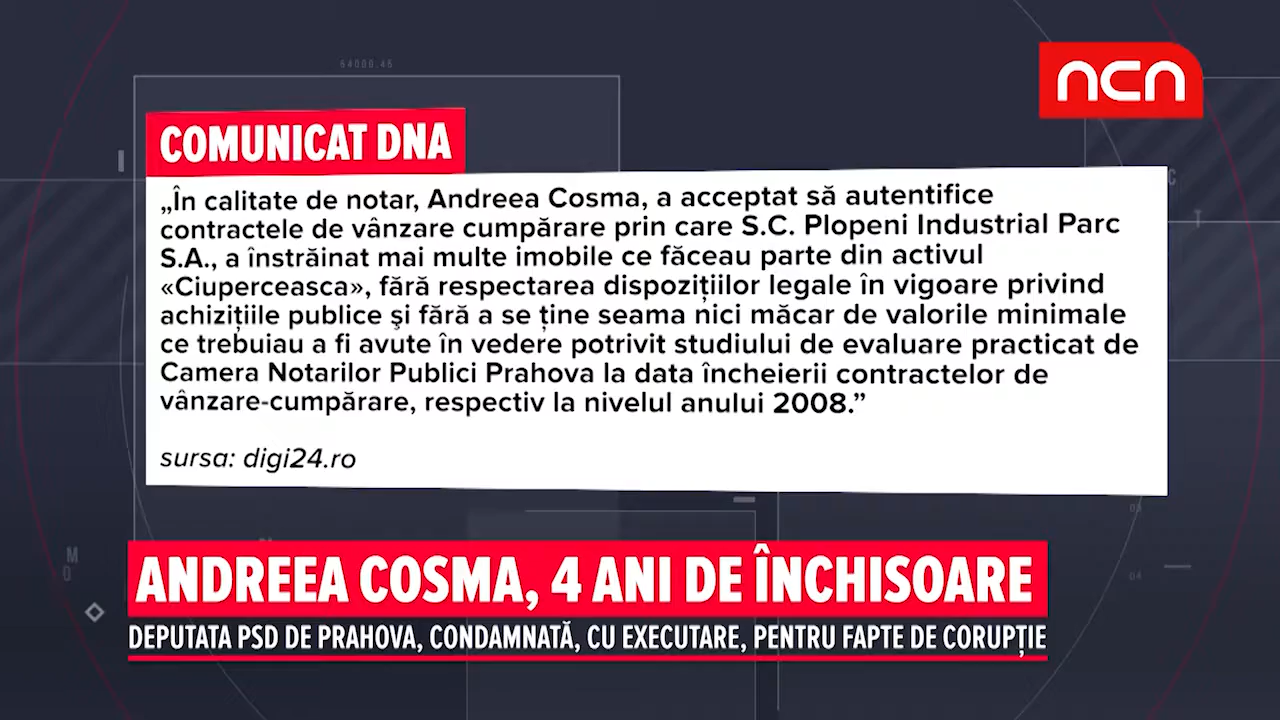 64000.45
ncn
COMUNICAT DNA
„În calitate de notar, Andreea Cosma, a acceptat să autentifice
contractele de vânzare cumpărare prin care S.C. Plopeni Industrial Parc
S.A., a înstrăinat mai multe imobile ce făceau parte din activul
«Ciuperceasca», fără respectarea dispozițiilor legale în vigoare privind
achizițiile publice şi fără a se ține seama nici măcar de valorile minimale
ce trebuiau a fi avute în vedere potrivit studiului de evaluare practicat de
Camera Notarilor Publici Prahova la data încheierii contractelor de
vânzare-cumpărare, respectiv la nivelul anului 2008.”
sursa: digi24.ro
C
T
03
M
04
ANDREEA COSMA, 4 ANI DE ÎNCHISOARE
DEPUTATA PSD DE PRAHOVA, CONDAMNATĂ, CU EXECUTARE, PENTRU FAPTE DE CORUPȚIE